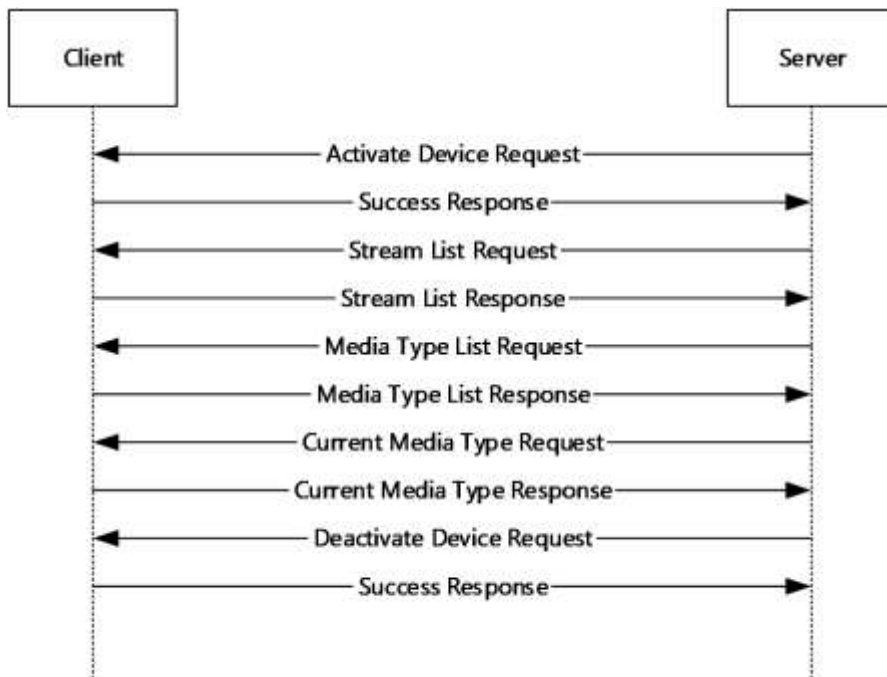 Client
Server
Activate Device Request
Success Response
Stream List Request
Stream List Response
Media Type List Request
Media Type List Response
Current Media Type Request
Current Media Type Response
Deactivate Device Request
Success Response